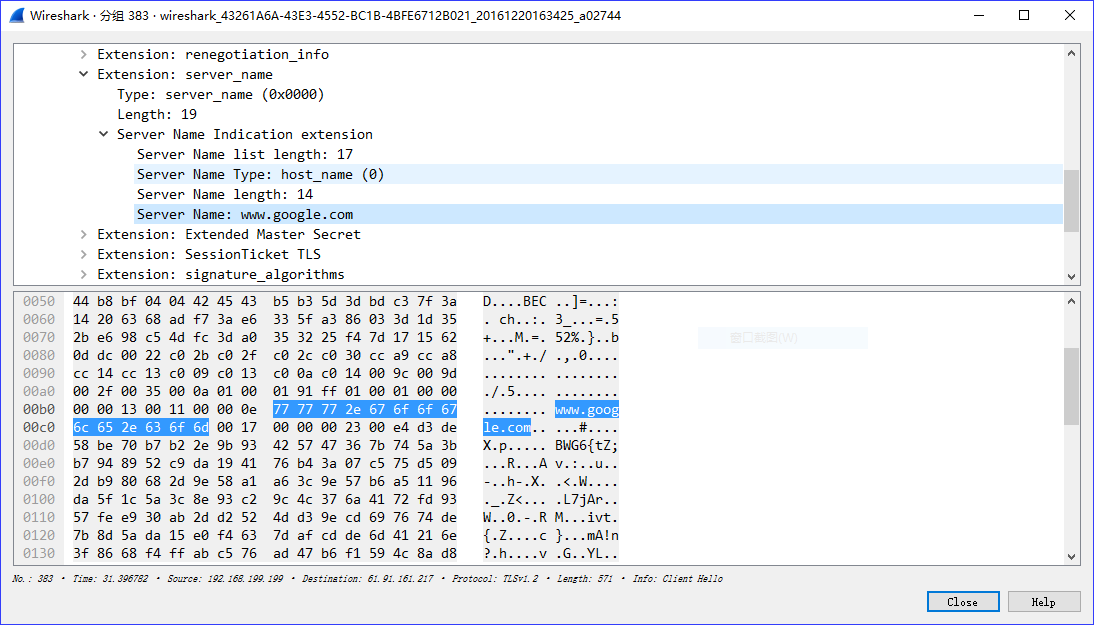 Wireshark · 分组 383 · wireshark_43261A6A-43E3-4552-BC1B-4BFE6712B021_20161220163425_a02744
Extension: renegotiation_info
Extension: server_name
Type: server_name (0x0000)
Length: 19
Server Name Indication extension
Server Name list length: 17
Server Name Type: host_name (0)
Server Name length: 14
Server Name: www.google.com
Extension: Extended Master Secret
Extension: SessionTicket TLS
Extension: signature_algorithms
0050 44 b8 bf 04 04 42 45 43 b5 b3 5d 3d bd c3 7f 3a D....BEC ..]=...:
0060 14 20 63 68 ad f7 3a e6 33 5f a3 86 03 3d 1d 35 . ch..:. 3_...=.5
0070 2b e6 98 c5 4d fc 3d a0 35 32 25 f4 7d 17 15 62 +...M.=. 52%.}..b
0080 0d dc 00 22 c0 2b c0 2f c0 2c c0 30 cc a9 cc a8 ...".+./ .,.0....
0090 cc 14 cc 13 c0 09 c0 13 c0 0a c0 14 00 9c 00 9d ........ ........
00a0 00 2f 00 35 00 0a 01 00 01 91 ff 01 00 01 00 00 ./.5.... ........
00b0 00 00 13 00 11 00 00 0e 77 77 77 2e 67 6f 6f 67 ........ www.goog
00c0 6c 65 2e 63 6f 6d 00 17 00 00 00 23 00 e4 d3 de le.com.. ...#....
00d0 58 be 70 b7 b2 2e 9b 93 42 57 47 36 7b 74 5a 3b X.p..... BWG6{tZ;
00e0 b7 94 89 52 c9 da 19 41 76 b4 3a 07 c5 75 d5 09 ...R...A v.:..u..
00f0 2d b9 80 68 2d 9e 58 a1 a6 3c 9e 57 b6 a5 11 96 -..h-.X. .<.W....
0100 da 5f 1c 5a 3c 8e 93 c2 9c 4c 37 6a 41 72 fd 93 ._.Z<... .L7jAr..
0110 57 fe e9 30 ab 2d d2 52 4d d3 9e cd 69 76 74 de W..0.-.R M...ivt.
0120 7b 8d 5a da 15 e0 f4 63 7d af cd de 6d 41 21 6e {.Z....c }...mA!n
0130 3f 86 68 f4 ff ab c5 76 ad 47 b6 f1 59 4c 8a d8 ?.h....v .G..YL..
窗口截图(W)
No.: 383 · Time: 31.396782 · Source: 192.168.199.199 · Destination: 61.91.161.217 · Protocol: TLSv1.2 · Length: 571 · Info: Client Hello
Close
Help